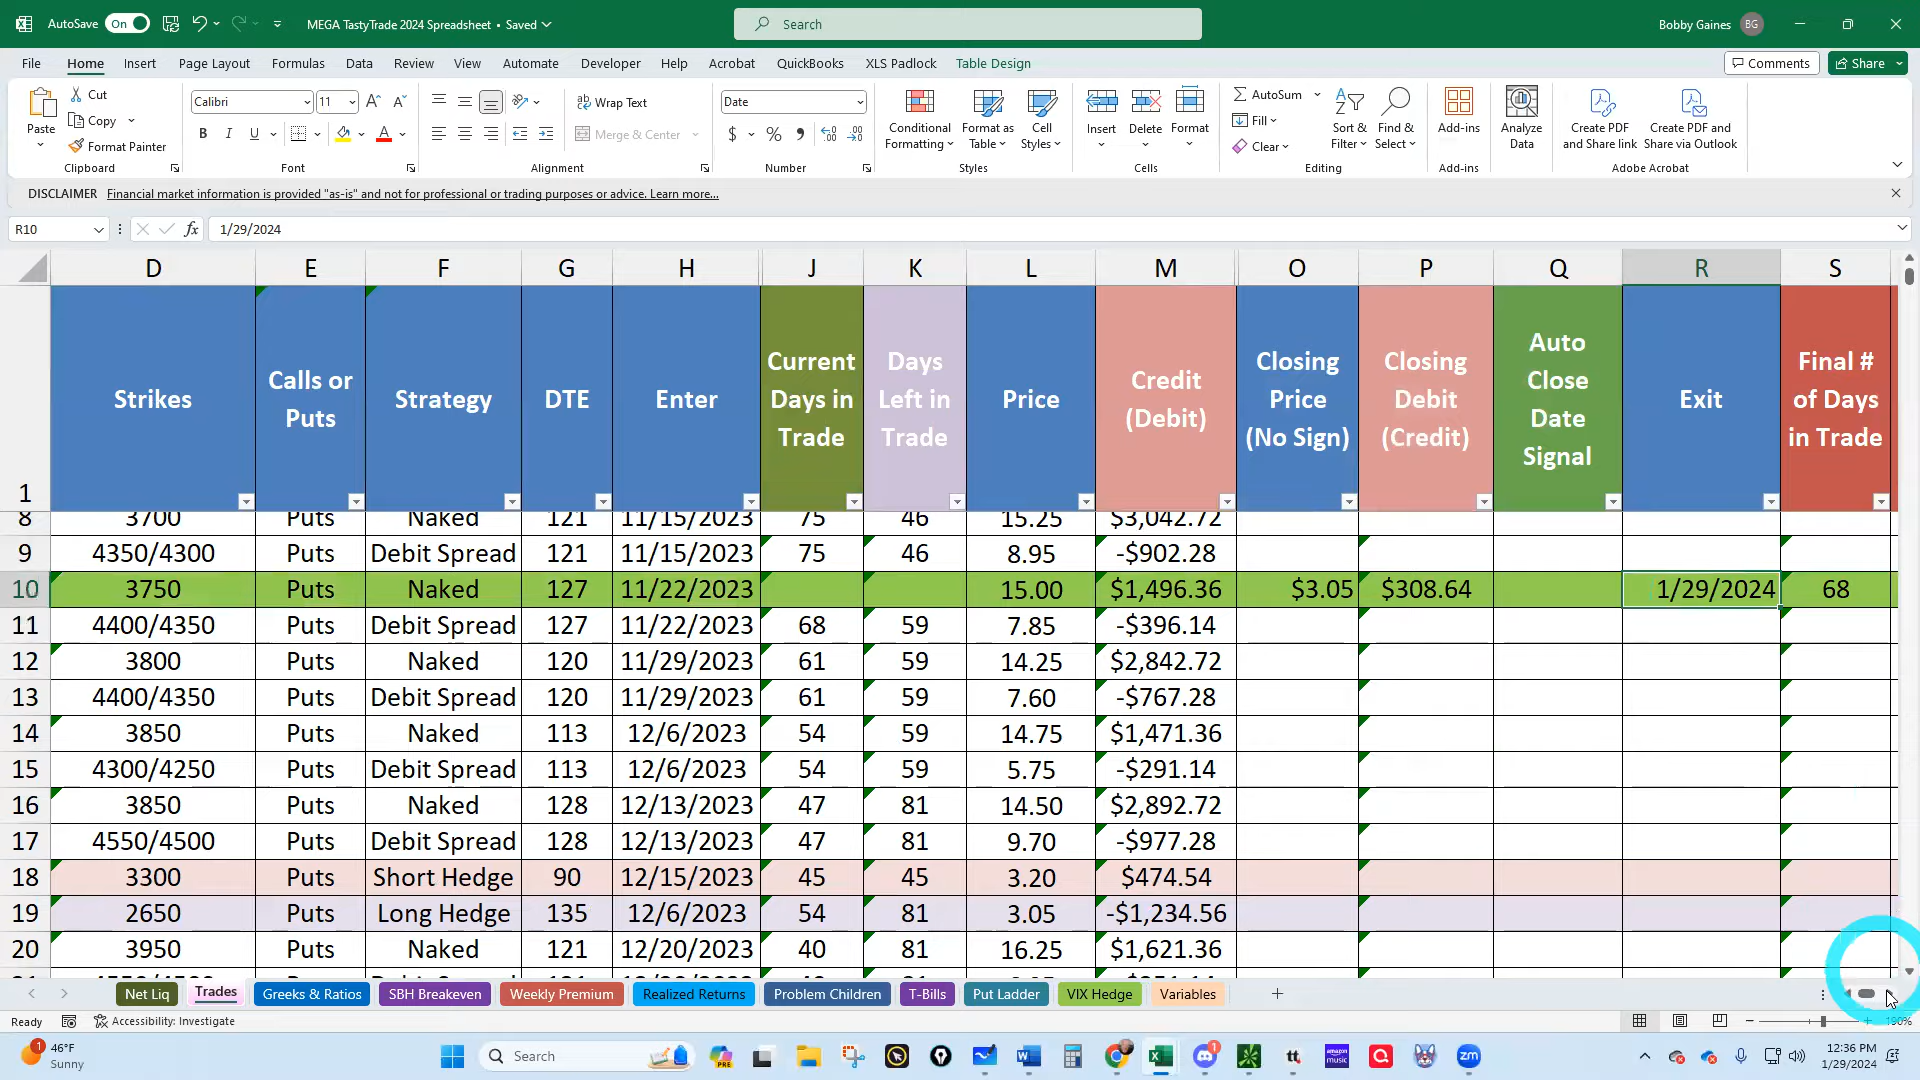 AutoSave On MEGA TastyTrade 2024 Spreadsheet • Saved Search Bobby Gaines BG
File Home Insert Page Layout Formulas Data Review View Automate Developer Help Acrobat QuickBooks XLS Padlock Table Design Comments Share
Paste Cut Copy Format Painter Clipboard
Calibri 11 B I U A Font
Wrap Text Merge & Center Alignment
Date $ % Number
Conditional Formatting Format as Table Cell Styles Styles
Insert Delete Format Cells
AutoSum Fill Clear Sort & Filter Find & Select Editing
Add-ins Add-ins
Analyze Data
Create PDF and Share link Create PDF and Share via Outlook Adobe Acrobat
DISCLAIMER Financial market information is provided "as-is" and not for professional or trading purposes or advice. Learn more...
R10 fx 1/29/2024
D E F G H J K L M O P Q R S
1 Strikes Calls or Puts Strategy DTE Enter Current Days in Trade Days Left in Trade Price Credit (Debit) Closing Price (No Sign) Closing Debit (Credit) Auto Close Date Signal Exit Final # of Days in Trade
8 3700 Puts Naked 121 11/15/2023 75 46 15.25 $3,042.72
9 4350/4300 Puts Debit Spread 121 11/15/2023 75 46 8.95 -$902.28
10 3750 Puts Naked 127 11/22/2023 15.00 $1,496.36 $3.05 $308.64 1/29/2024 68
11 4400/4350 Puts Debit Spread 127 11/22/2023 68 59 7.85 -$396.14
12 3800 Puts Naked 120 11/29/2023 61 59 14.25 $2,842.72
13 4400/4350 Puts Debit Spread 120 11/29/2023 61 59 7.60 -$767.28
14 3850 Puts Naked 113 12/6/2023 54 59 14.75 $1,471.36
15 4300/4250 Puts Debit Spread 113 12/6/2023 54 59 5.75 -$291.14
16 3850 Puts Naked 128 12/13/2023 47 81 14.50 $2,892.72
17 4550/4500 Puts Debit Spread 128 12/13/2023 47 81 9.70 -$977.28
18 3300 Puts Short Hedge 90 12/15/2023 45 45 3.20 $474.54
19 2650 Puts Long Hedge 135 12/6/2023 54 81 3.05 -$1,234.56
20 3950 Puts Naked 121 12/20/2023 40 81 16.25 $1,621.36
Net Liq Trades Greeks & Ratios SBH Breakeven Weekly Premium Realized Returns Problem Children T-Bills Put Ladder VIX Hedge Variables
Ready Accessibility: Investigate 190%
1 46°F Sunny Search PRE tt amazon music zm 12:36 PM 1/29/2024